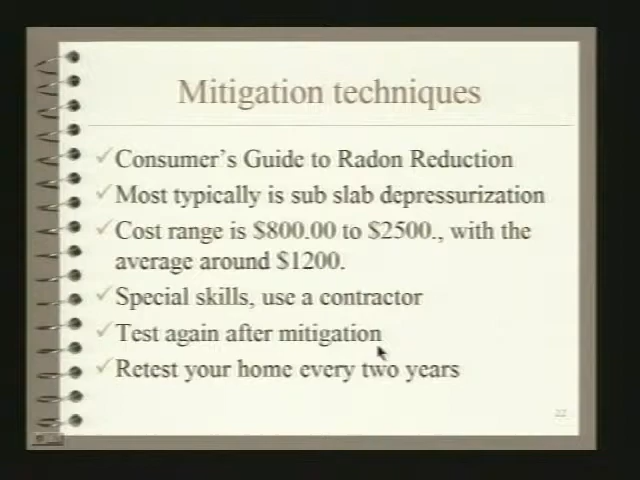 Mitigation techniques
Consumer's Guide to Radon Reduction
Most typically is sub slab depressurization
Cost range is $800.00 to $2500., with the
average around $1200.
Special skills, use a contractor
Test again after mitigation
Retest your home every two years
22